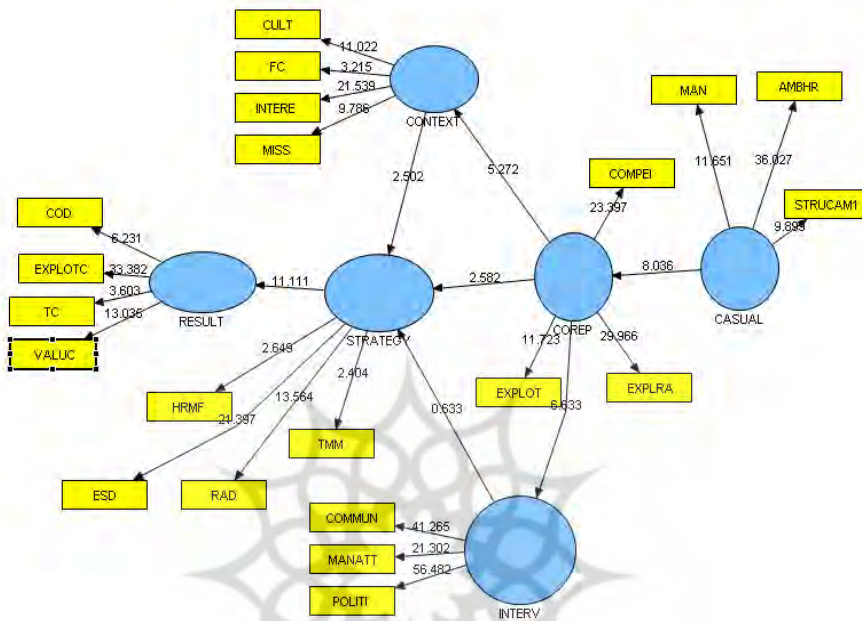 CULT
11.022
FC
3.215
INTERE
21.539
MISS
9.786
CONTEXT
MAN
AMBHR
11.651
36.027
COMPEI
23.397
STRUCAM1
9.895
5.272
2.502
COD
6.231
EXPLOTC
33.382
TC
3.603
VALUC
13.035
RESULT
11.111
STRATEGY
2.582
COREP
8.036
CASUAL
2.649
HRMF
21.397
13.564
2.404
TMM
ESD
RAD
11.723
29.966
EXPLOT
EXPLRA
6.633
0.633
COMMUN
41.265
MANATT
21.302
POLITI
56.482
INTERV